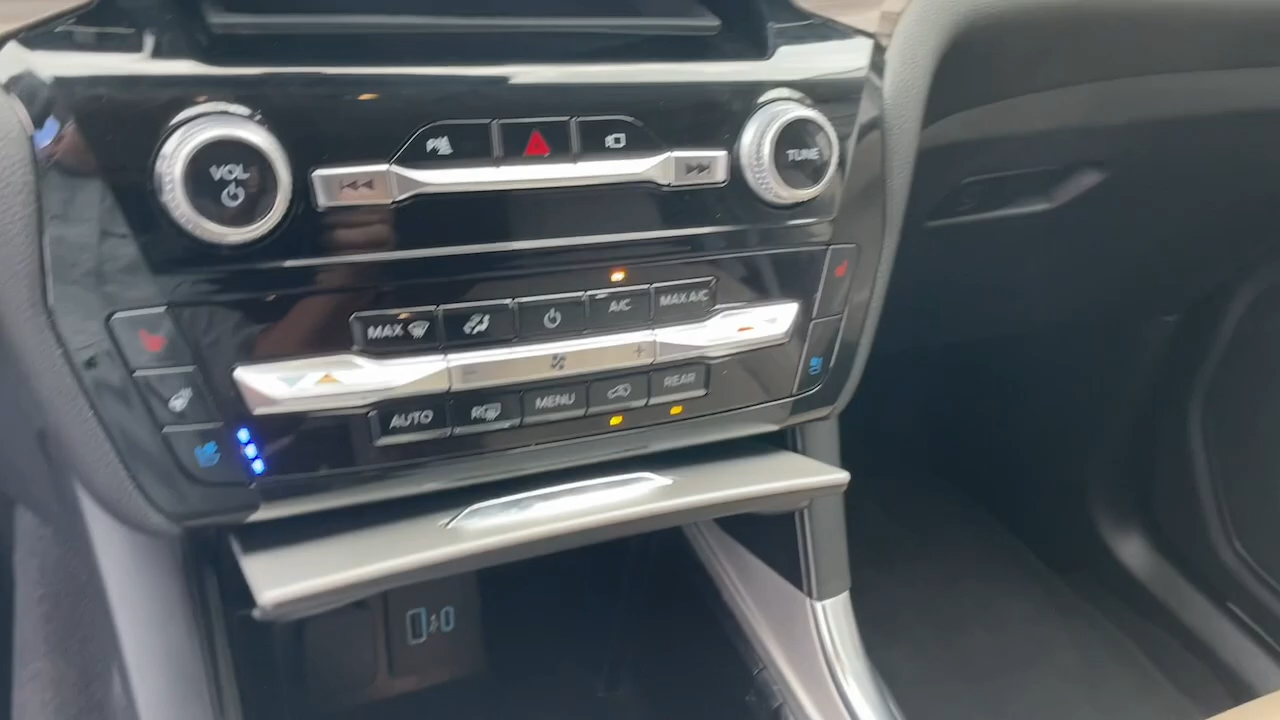 VOL
TUNE
MAX
A/C
MAX A/C
AUTO
R
MENU
REAR